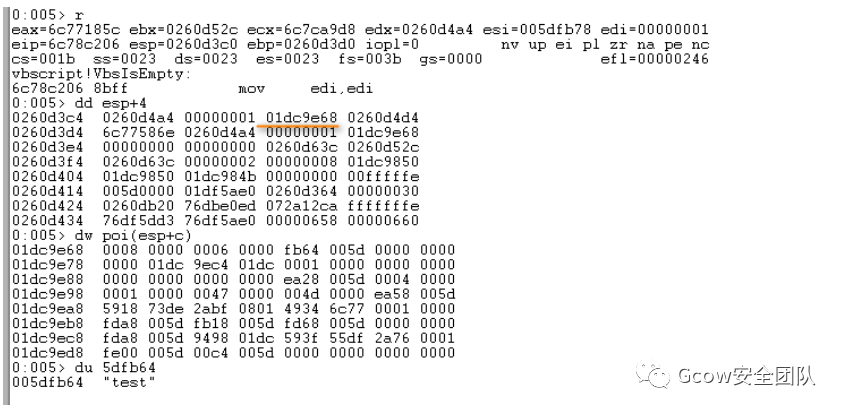 0:005> r
eax=6c77185c ebx=0260d52c ecx=6c7ca9d8 edx=0260d4a4 esi=005dfb78 edi=00000001
eip=6c78c206 esp=0260d3c0 ebp=0260d3d0 iopl=0         nv up ei pl zr na pe nc
cs=001b  ss=0023  ds=0023  es=0023  fs=003b  gs=0000             efl=00000246
vbscript!VbsIsEmpty:
6c78c206 8bff            mov     edi,edi
0:005> dd esp+4
0260d3c4  0260d4a4 00000001 01dc9e68 0260d4d4
0260d3d4  6c77586e 0260d4a4 00000001 01dc9e68
0260d3e4  00000000 00000000 0260d63c 0260d52c
0260d3f4  0260d63c 00000002 00000008 01dc9850
0260d404  01dc9850 01dc984b 00000000 00fffffe
0260d414  005d0000 01df5ae0 0260d364 00000030
0260d424  0260db20 76dbe0ed 072a12ca fffffffe
0260d434  76df5dd3 76df5ae0 00000658 00000660
0:005> dw poi(esp+c)
01dc9e68  0008 0000 0006 0000 fb64 005d 0000 0000
01dc9e78  0000 01dc 9ec4 01dc 0001 0000 0000 0000
01dc9e88  0000 0000 0000 0000 ea28 005d 0004 0000
01dc9e98  0001 0000 0047 0000 004d 0000 ea58 005d
01dc9ea8  5918 73de 2abf 0801 4934 6c77 0001 0000
01dc9eb8  fda8 005d fb18 005d fd68 005d 0000 0000
01dc9ec8  fda8 005d 9498 01dc 593f 55df 2a76 0001
01dc9ed8  fe00 005d 00c4 005d 0000 0000 0000 0000
0:005> du 5dfb64
005dfb64  "test"
Gcow安全团队